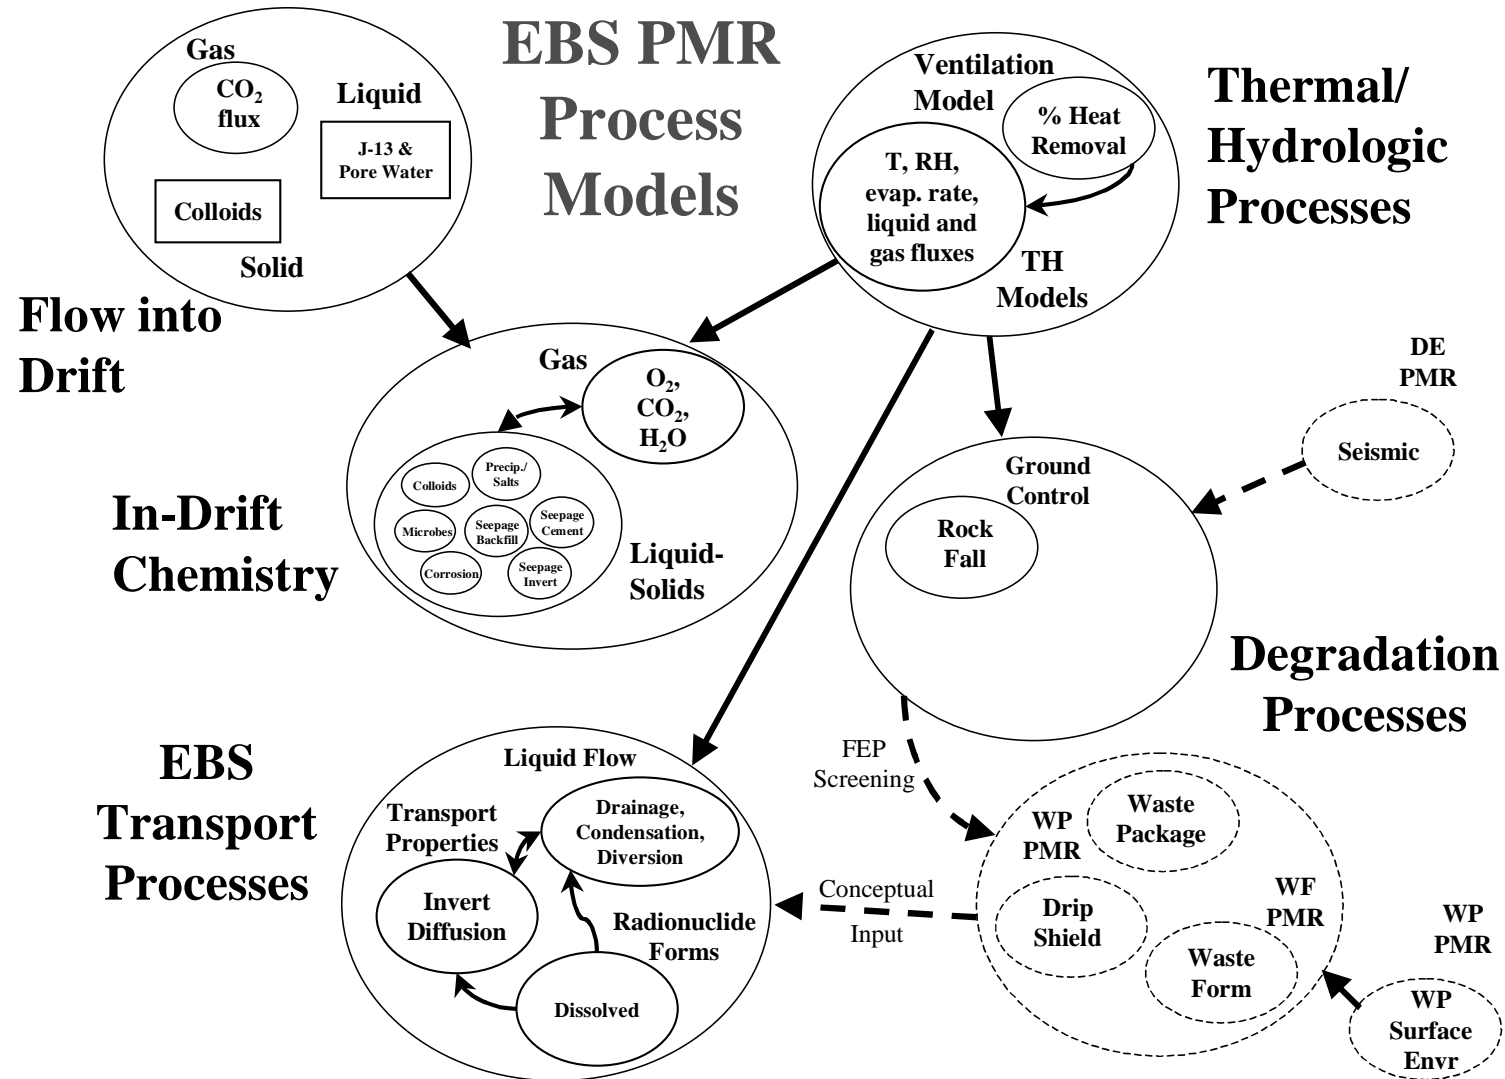 EBS PMR
Process
Models
Gas
CO₂
flux
Liquid
J-13 &
Pore Water
Colloids
Solid
Flow into
Drift
Ventilation
Model
% Heat
Removal
T, RH,
evap. rate,
liquid and
gas fluxes
TH
Models
Thermal/
Hydrologic
Processes
Gas
O₂,
CO₂,
H₂O
Precip./
Salts
Colloids
Microbes
Seepage
Backfill
Seepage
Cement
Corrosion
Seepage
Invert
Liquid-
Solids
In-Drift
Chemistry
DE
PMR
Seismic
Ground
Control
Rock
Fall
Degradation
Processes
FEP
Screening
EBS
Transport
Processes
Liquid Flow
Transport
Properties
Drainage,
Condensation,
Diversion
Invert
Diffusion
Radionuclide
Forms
Dissolved
Conceptual
Input
WP
PMR
Waste
Package
Drip
Shield
WF
PMR
Waste
Form
WP
PMR
WP
Surface
Envr